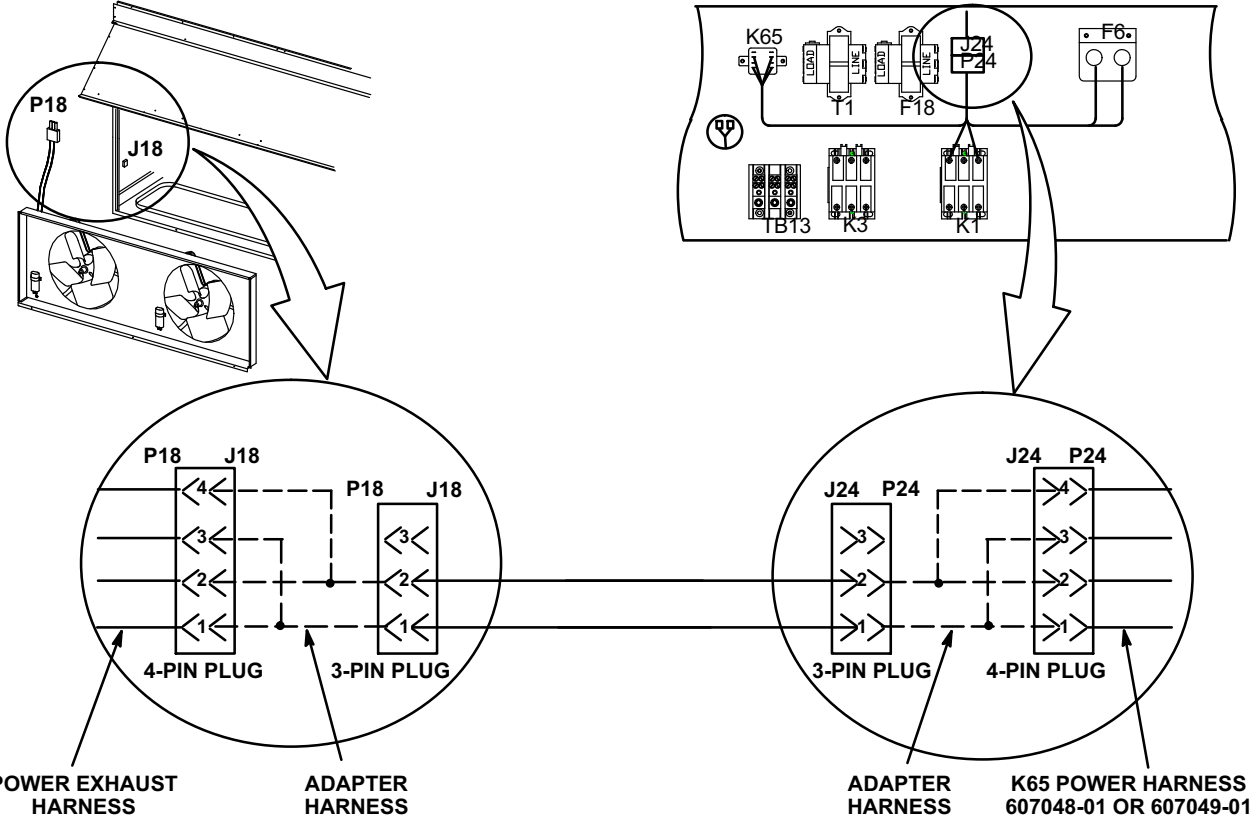 P18
J18
K65
LOAD
LINE
T1
LOAD
LINE
F18
J24
P24
F6
TB13
K3
K1
P18 J18
4
3
2
1
4-PIN PLUG
P18 J18
3
2
1
3-PIN PLUG
J24 P24
3
2
1
3-PIN PLUG
J24 P24
4
3
2
1
4-PIN PLUG
POWER EXHAUST
HARNESS
ADAPTER
HARNESS
ADAPTER
HARNESS
K65 POWER HARNESS
607048-01 OR 607049-01